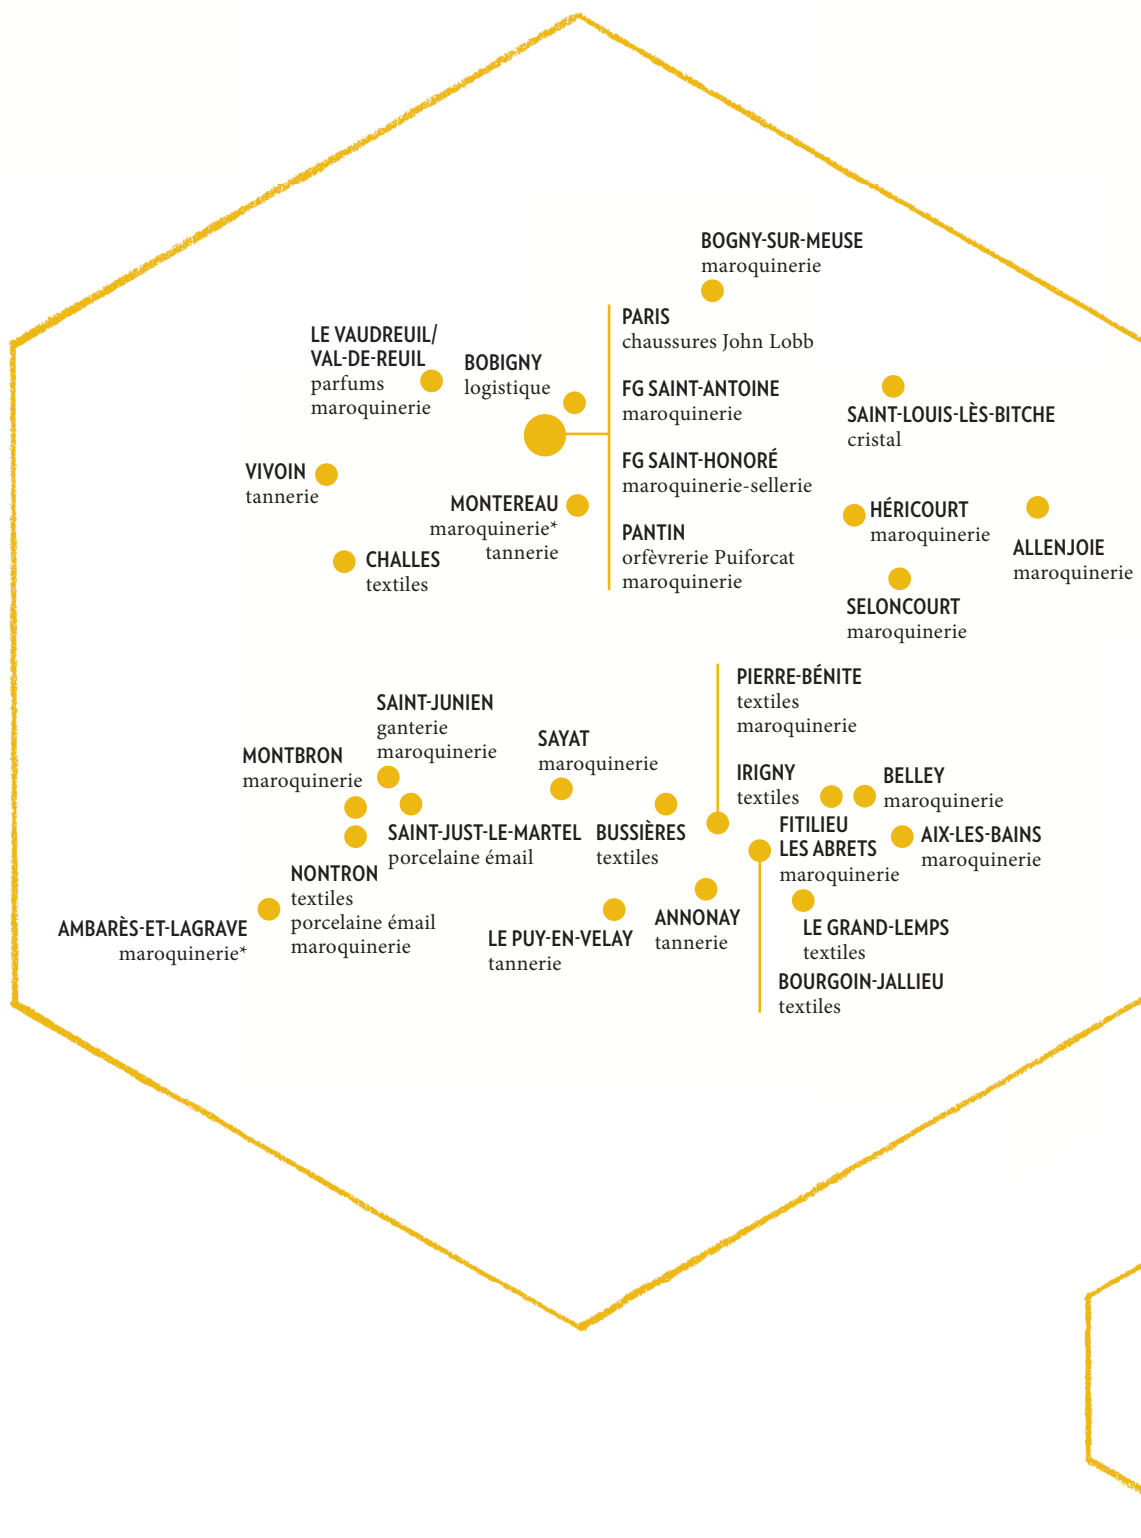 BOGNY-SUR-MEUSE
maroquinerie
PARIS
chaussures John Lobb
LE VAUDREUIL/
VAL-DE-REUIL
parfums
maroquinerie
BOBIGNY
logistique
FG SAINT-ANTOINE
maroquinerie
SAINT-LOUIS-LÈS-BITCHE
cristal
FG SAINT-HONORÉ
maroquinerie-sellerie
VIVOIN
tannerie
MONTEREAU
maroquinerie*
tannerie
HÉRICOURT
maroquinerie
PANTIN
orfèvrerie Puiforcat
maroquinerie
ALLENJOIE
maroquinerie
CHALLES
textiles
SELONCOURT
maroquinerie
PIERRE-BÉNITE
textiles
maroquinerie
SAINT-JUNIEN
ganterie
maroquinerie
SAYAT
maroquinerie
MONTBRON
maroquinerie
IRIGNY
textiles
BELLEY
maroquinerie
SAINT-JUST-LE-MARTEL
porcelaine émail
BUSSIÈRES
textiles
FITILIEU
LES ABRETS
maroquinerie
AIX-LES-BAINS
maroquinerie
NONTRON
textiles
porcelaine émail
maroquinerie
AMBARÈS-ET-LAGRAVE
maroquinerie*
LE PUY-EN-VELAY
tannerie
ANNONAY
tannerie
LE GRAND-LEMPS
textiles
BOURGOIN-JALLIEU
textiles